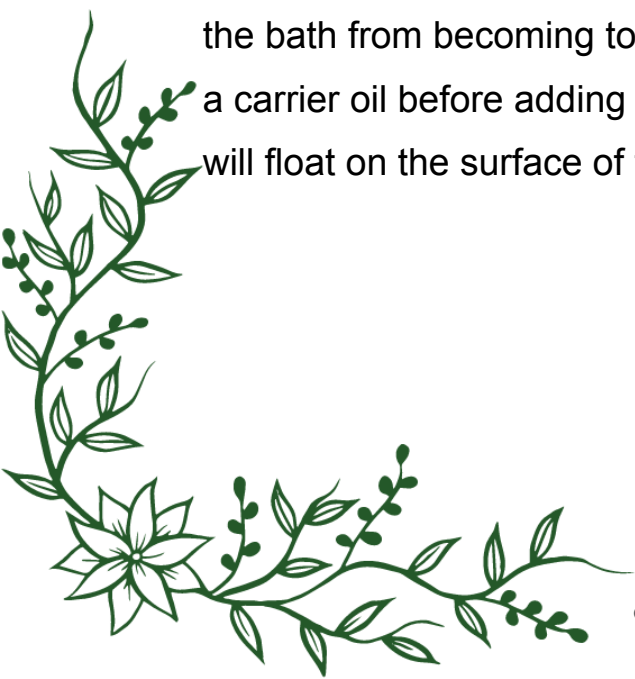 the bath from becoming to
a carrier oil before adding
will float on the surface of